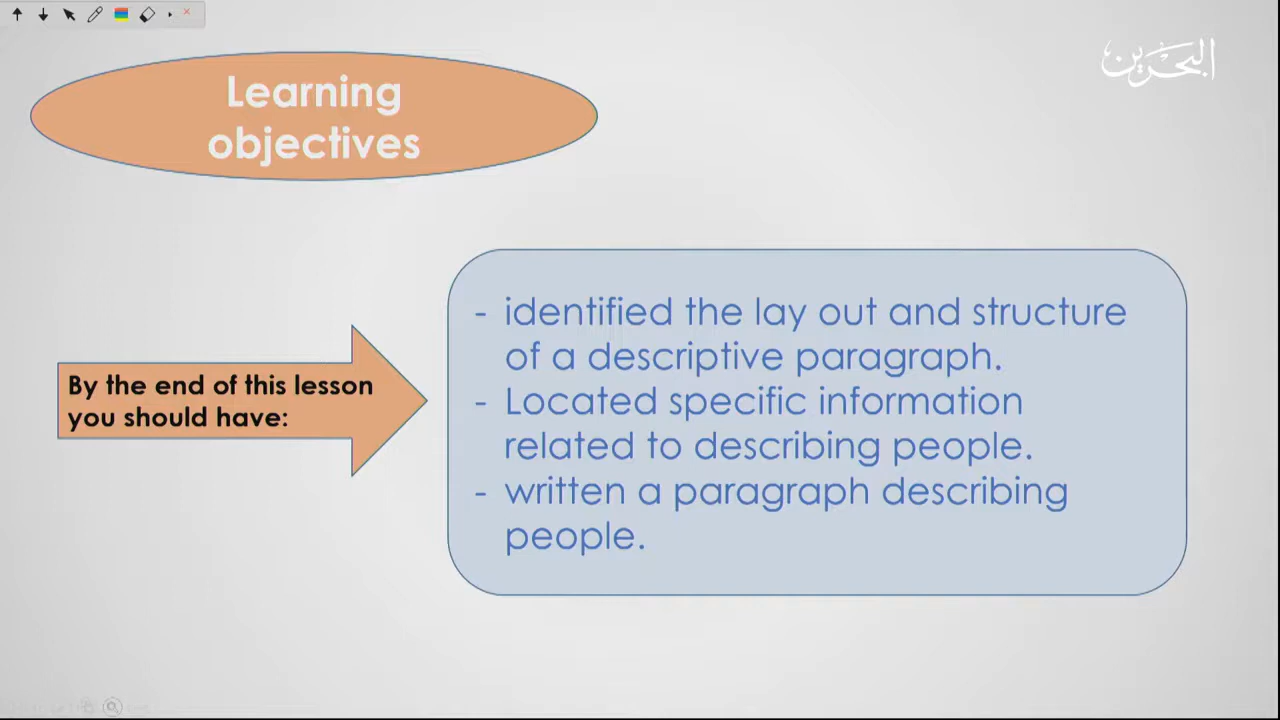 البحرين
Learning
objectives
By the end of this lesson
you should have:
- identified the lay out and structure
of a descriptive paragraph.
- Located specific information
related to describing people.
- written a paragraph describing
people.